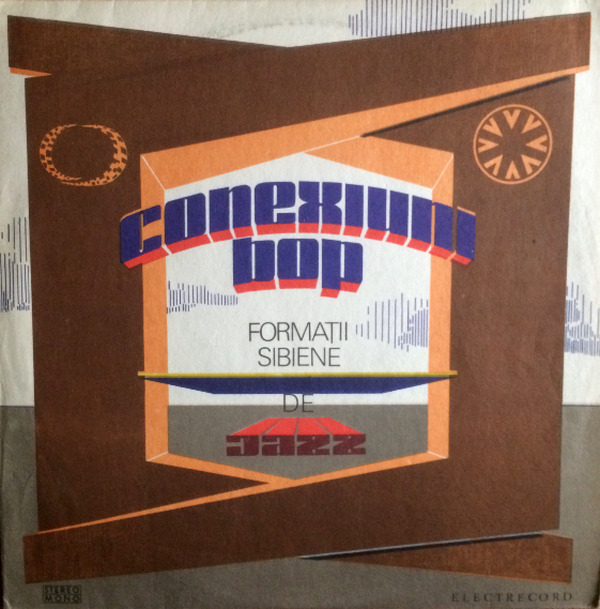 conexiuni
bop
FORMAȚII
SIBIENE
DE
Jazz
STEREO
MONO
ELECTRECORD